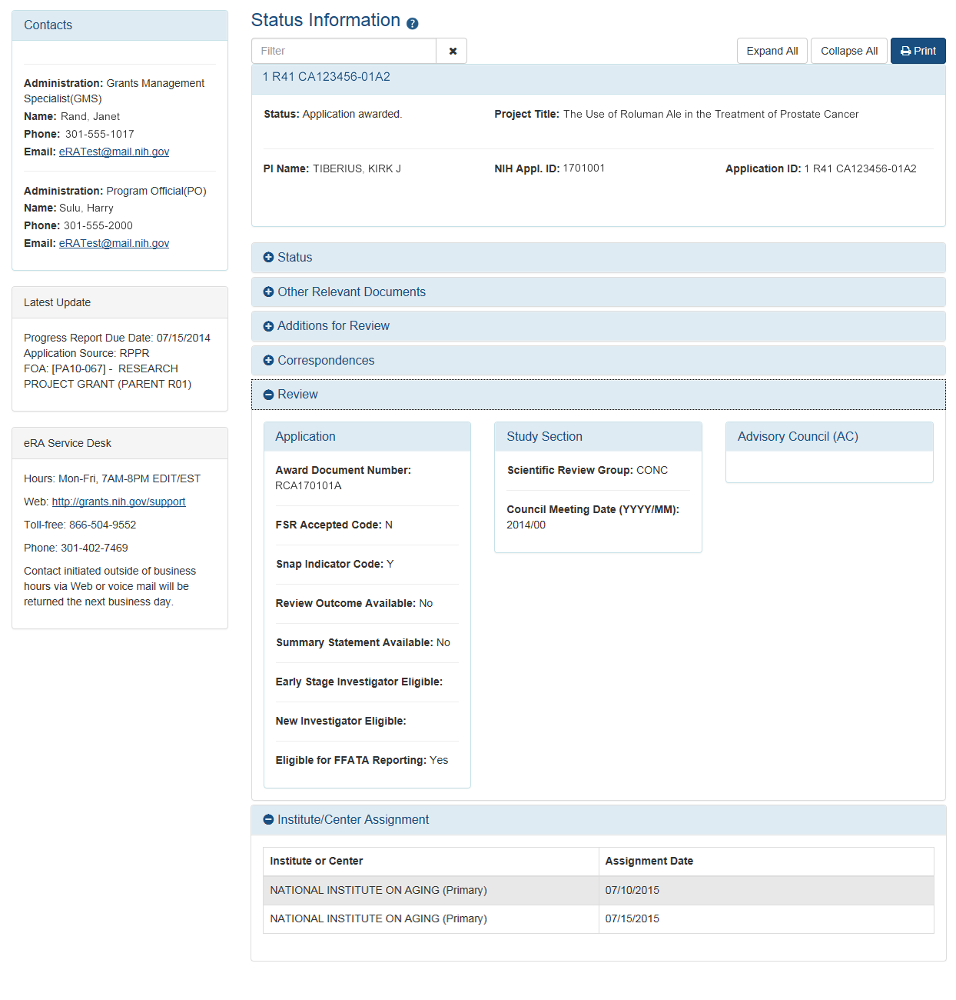 Contacts
Administration: Grants Management
Specialist(GMS)
Name: Rand, Janet
Phone: 301-555-1017
Email: eRATest@mail.nih.gov
Administration: Program Official(PO)
Name: Sulu, Harry
Phone: 301-555-2000
Email: eRATest@mail.nih.gov
Latest Update
Progress Report Due Date: 07/15/2014
Application Source: RPPR
FOA: [PA10-067] - RESEARCH
PROJECT GRANT (PARENT R01)
eRA Service Desk
Hours: Mon-Fri, 7AM-8PM EDIT/EST
Web: http://grants.nih.gov/support
Toll-free: 866-504-9552
Phone: 301-402-7469
Contact initiated outside of business
hours via Web or voice mail will be
returned the next business day.
Status Information ?
Filter
Expand All
Collapse All
Print
1 R41 CA123456-01A2
Status: Application awarded.
Project Title: The Use of Roluman Ale in the Treatment of Prostate Cancer
PI Name: TIBERIUS, KIRK J
NIH Appl. ID: 1701001
Application ID: 1 R41 CA123456-01A2
Status
Other Relevant Documents
Additions for Review
Correspondences
Review
Application
Award Document Number:
RCA170101A
FSR Accepted Code: N
Snap Indicator Code: Y
Review Outcome Available: No
Summary Statement Available: No
Early Stage Investigator Eligible:
New Investigator Eligible:
Eligible for FFATA Reporting: Yes
Study Section
Scientific Review Group: CONC
Council Meeting Date (YYYY/MM):
2014/00
Advisory Council (AC)
Institute/Center Assignment
Institute or Center
Assignment Date
NATIONAL INSTITUTE ON AGING (Primary)
07/10/2015
NATIONAL INSTITUTE ON AGING (Primary)
07/15/2015